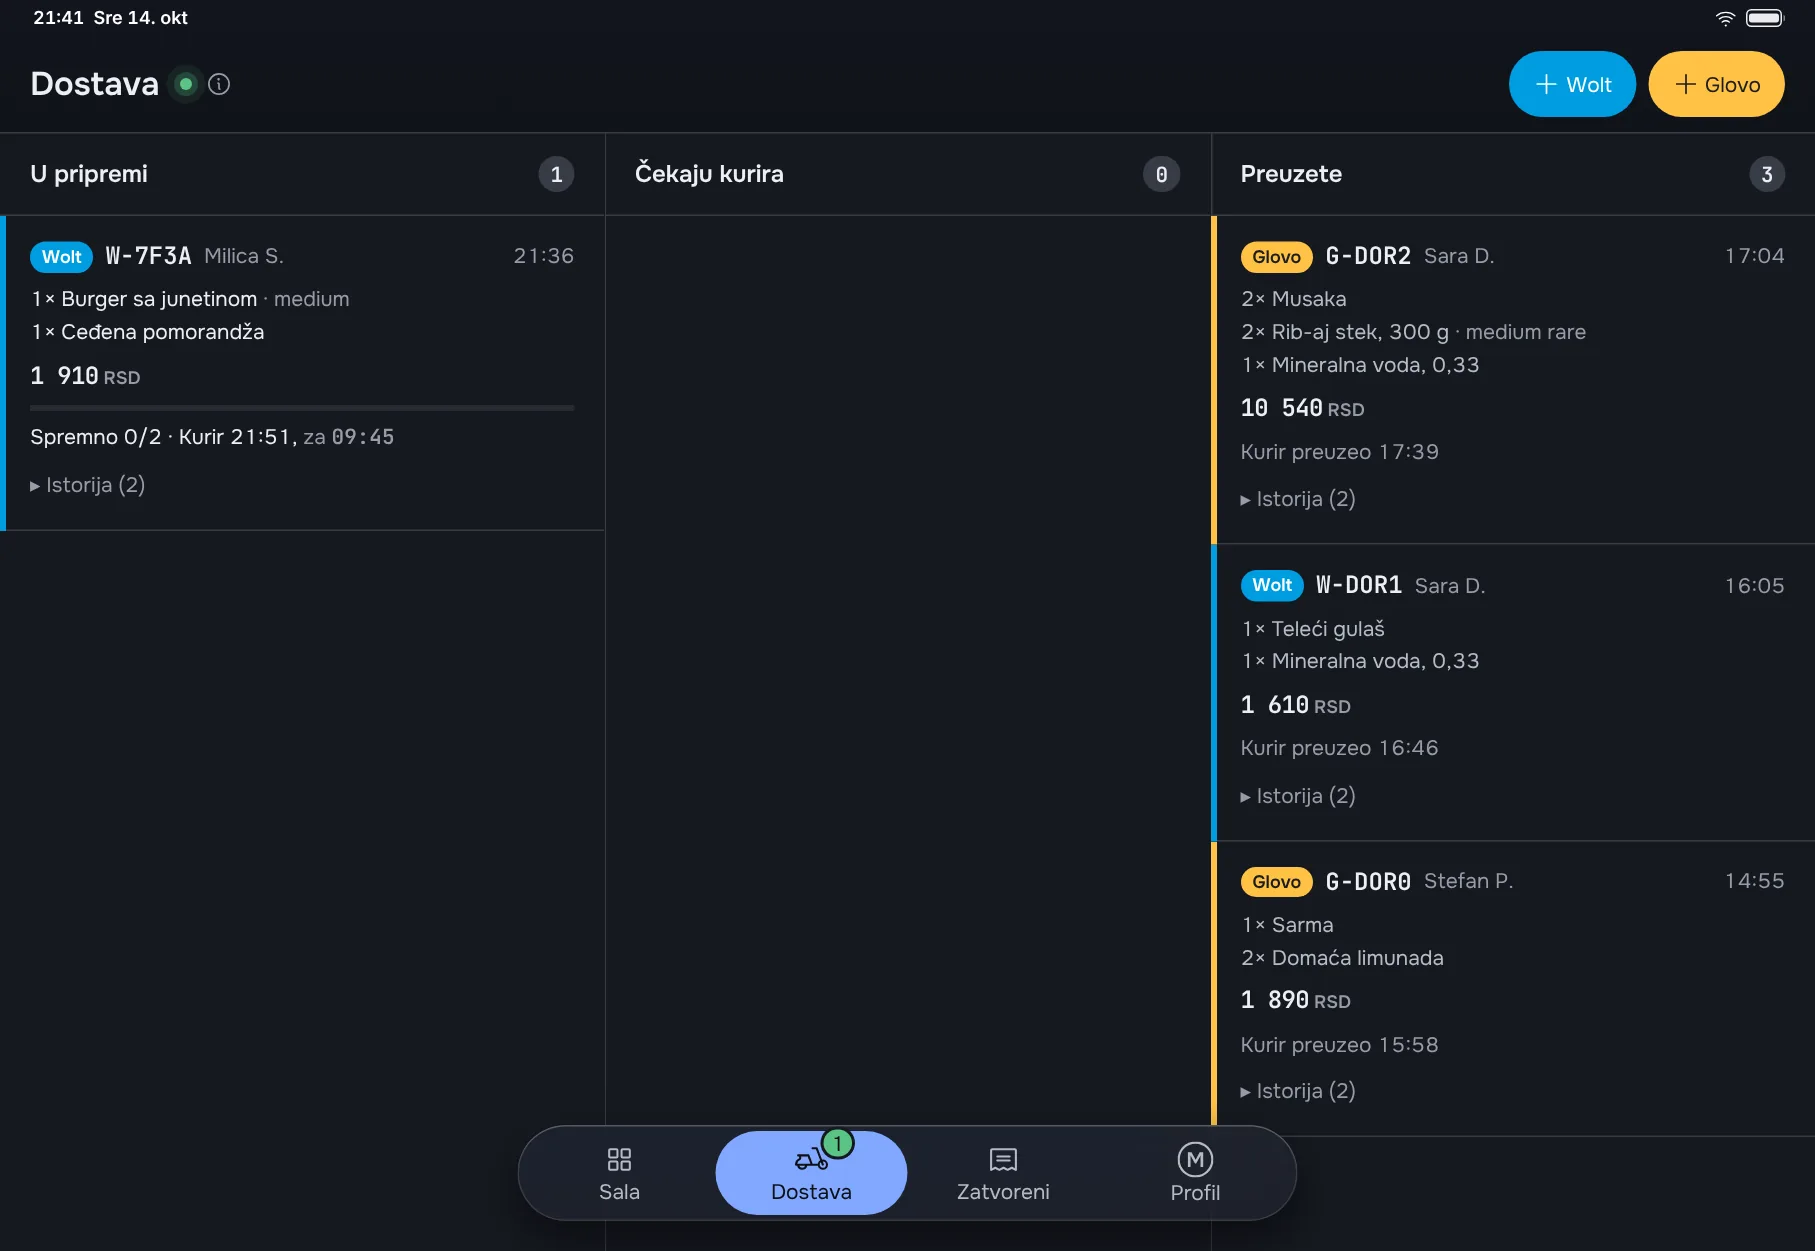 21:41 Sre 14. okt
Dostava
+ Wolt
+ Glovo
U pripremi 1
Wolt W-7F3A Milica S. 21:36
1× Burger sa junetinom · medium
1× Ceđena pomorandža
1 910 RSD
Spremno 0/2 · Kurir 21:51, za 09:45
▸ Istorija (2)
Čekaju kurira 0
Preuzete 3
Glovo G-DOR2 Sara D. 17:04
2× Musaka
2× Rib-aj stek, 300 g · medium rare
1× Mineralna voda, 0,33
10 540 RSD
Kurir preuzeo 17:39
▸ Istorija (2)
Wolt W-DOR1 Sara D. 16:05
1× Teleći gulaš
1× Mineralna voda, 0,33
1 610 RSD
Kurir preuzeo 16:46
▸ Istorija (2)
Glovo G-DOR0 Stefan P. 14:55
1× Sarma
2× Domaća limunada
1 890 RSD
Kurir preuzeo 15:58
▸ Istorija (2)
Sala
1
Dostava
Zatvoreni
M
Profil